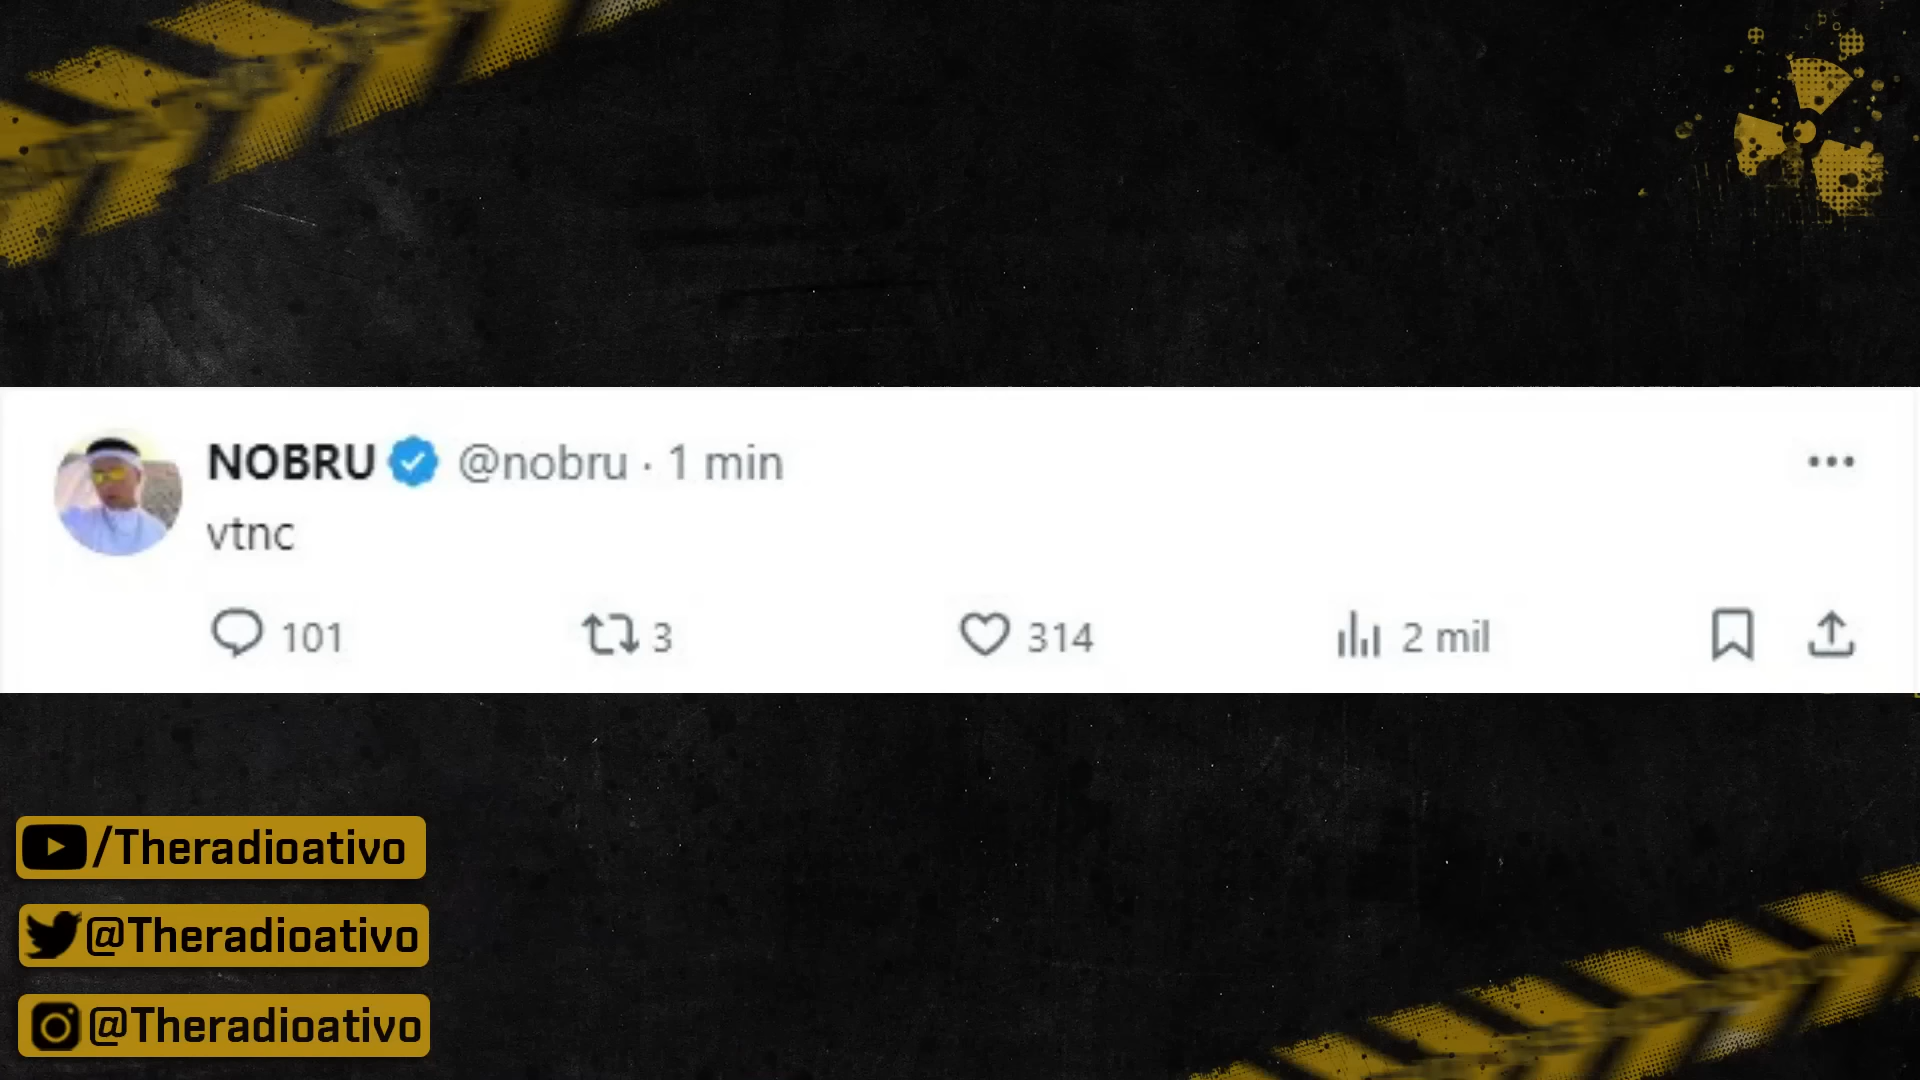 NOBRU @nobru · 1 min
vtnc
101 3 314 2 mil
/Theradioativo
@Theradioativo
@Theradioativo